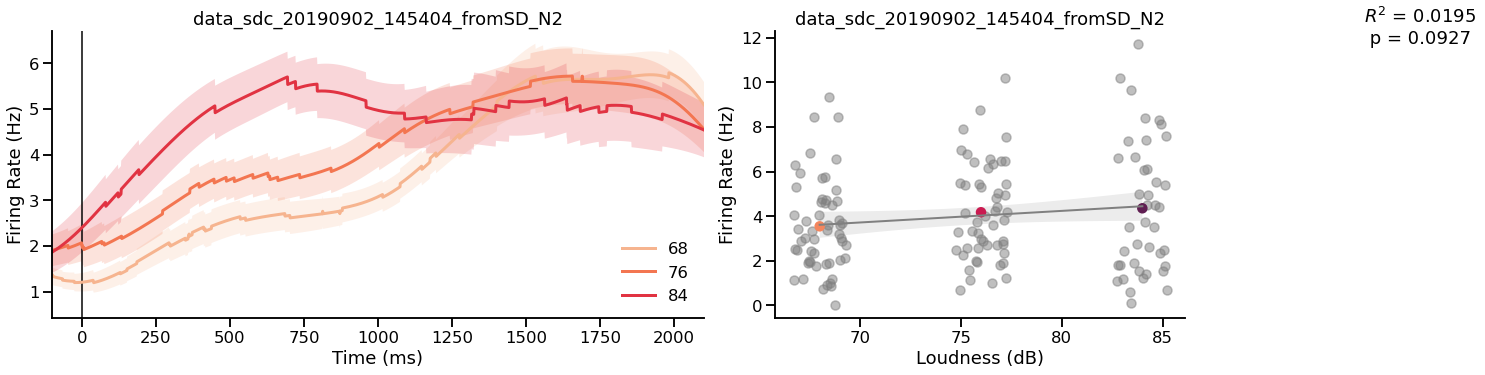 data_sdc_20190902_145404_fromSD_N2
Firing Rate (Hz)
6
5
4
3
2
1
68
76
84
0 250 500 750 1000 1250 1500 1750 2000
Time (ms)
data_sdc_20190902_145404_fromSD_N2
Firing Rate (Hz)
12
10
8
6
4
2
0
70 75 80 85
Loudness (dB)
R² = 0.0195
p = 0.0927